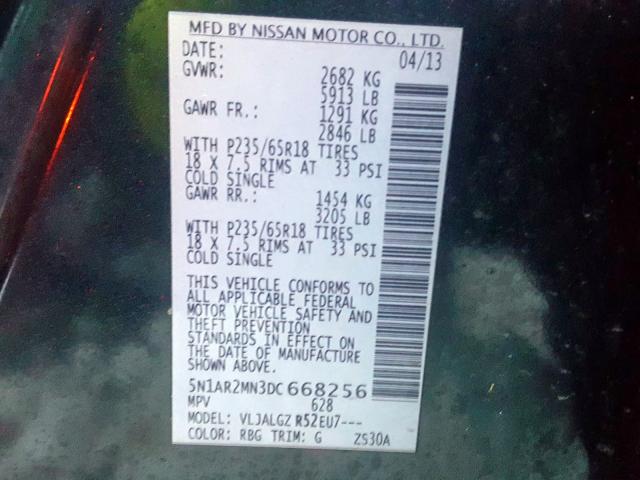 MFD BY NISSAN MOTOR CO., LTD.
DATE: 04/13
GVWR: 2682 KG
5913 LB
GAWR FR.: 1291 KG
2846 LB
WITH P235/65R18 TIRES
18 X 7.5 RIMS AT 33 PSI
COLD SINGLE
GAWR RR.: 1454 KG
3205 LB
WITH P235/65R18 TIRES
18 X 7.5 RIMS AT 33 PSI
COLD SINGLE
THIS VEHICLE CONFORMS TO
ALL APPLICABLE FEDERAL
MOTOR VEHICLE SAFETY AND
THEFT PREVENTION
STANDARDS IN EFFECT ON
THE DATE OF MANUFACTURE
SHOWN ABOVE.
5N1AR2MN3DC668256
MPV 628
MODEL: VLJALGZ R52EU7---
COLOR: RBG TRIM: G ZS30A